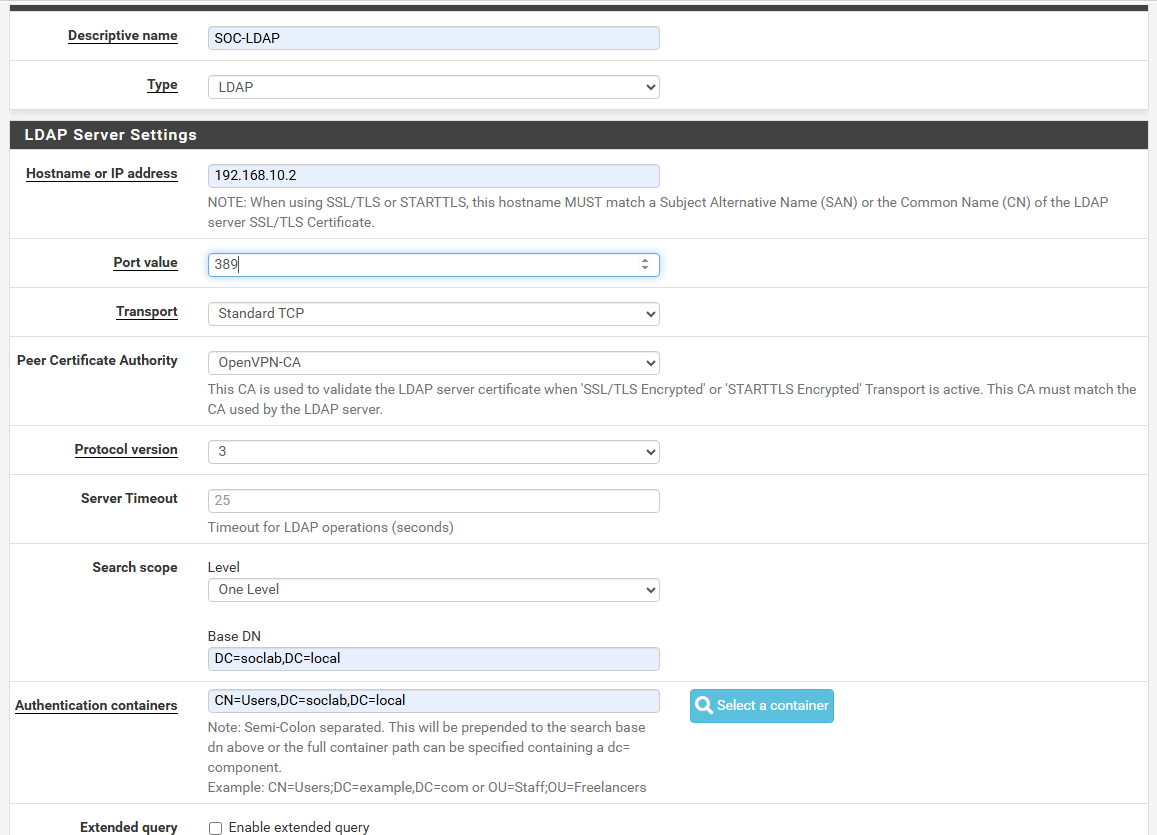 Descriptive name
SOC-LDAP
Type
LDAP
LDAP Server Settings
Hostname or IP address
192.168.10.2
NOTE: When using SSL/TLS or STARTTLS, this hostname MUST match a Subject Alternative Name (SAN) or the Common Name (CN) of the LDAP
server SSL/TLS Certificate.
Port value
389
Transport
Standard TCP
Peer Certificate Authority
OpenVPN-CA
This CA is used to validate the LDAP server certificate when 'SSL/TLS Encrypted' or 'STARTTLS Encrypted' Transport is active. This CA must match the
CA used by the LDAP server.
Protocol version
3
Server Timeout
25
Timeout for LDAP operations (seconds)
Search scope
Level
One Level
Base DN
DC=soclab,DC=local
Authentication containers
CN=Users,DC=soclab,DC=local
Select a container
Note: Semi-Colon separated. This will be prepended to the search base
dn above or the full container path can be specified containing a dc=
component.
Example: CN=Users;DC=example,DC=com or OU=Staff;OU=Freelancers
Extended query
Enable extended query